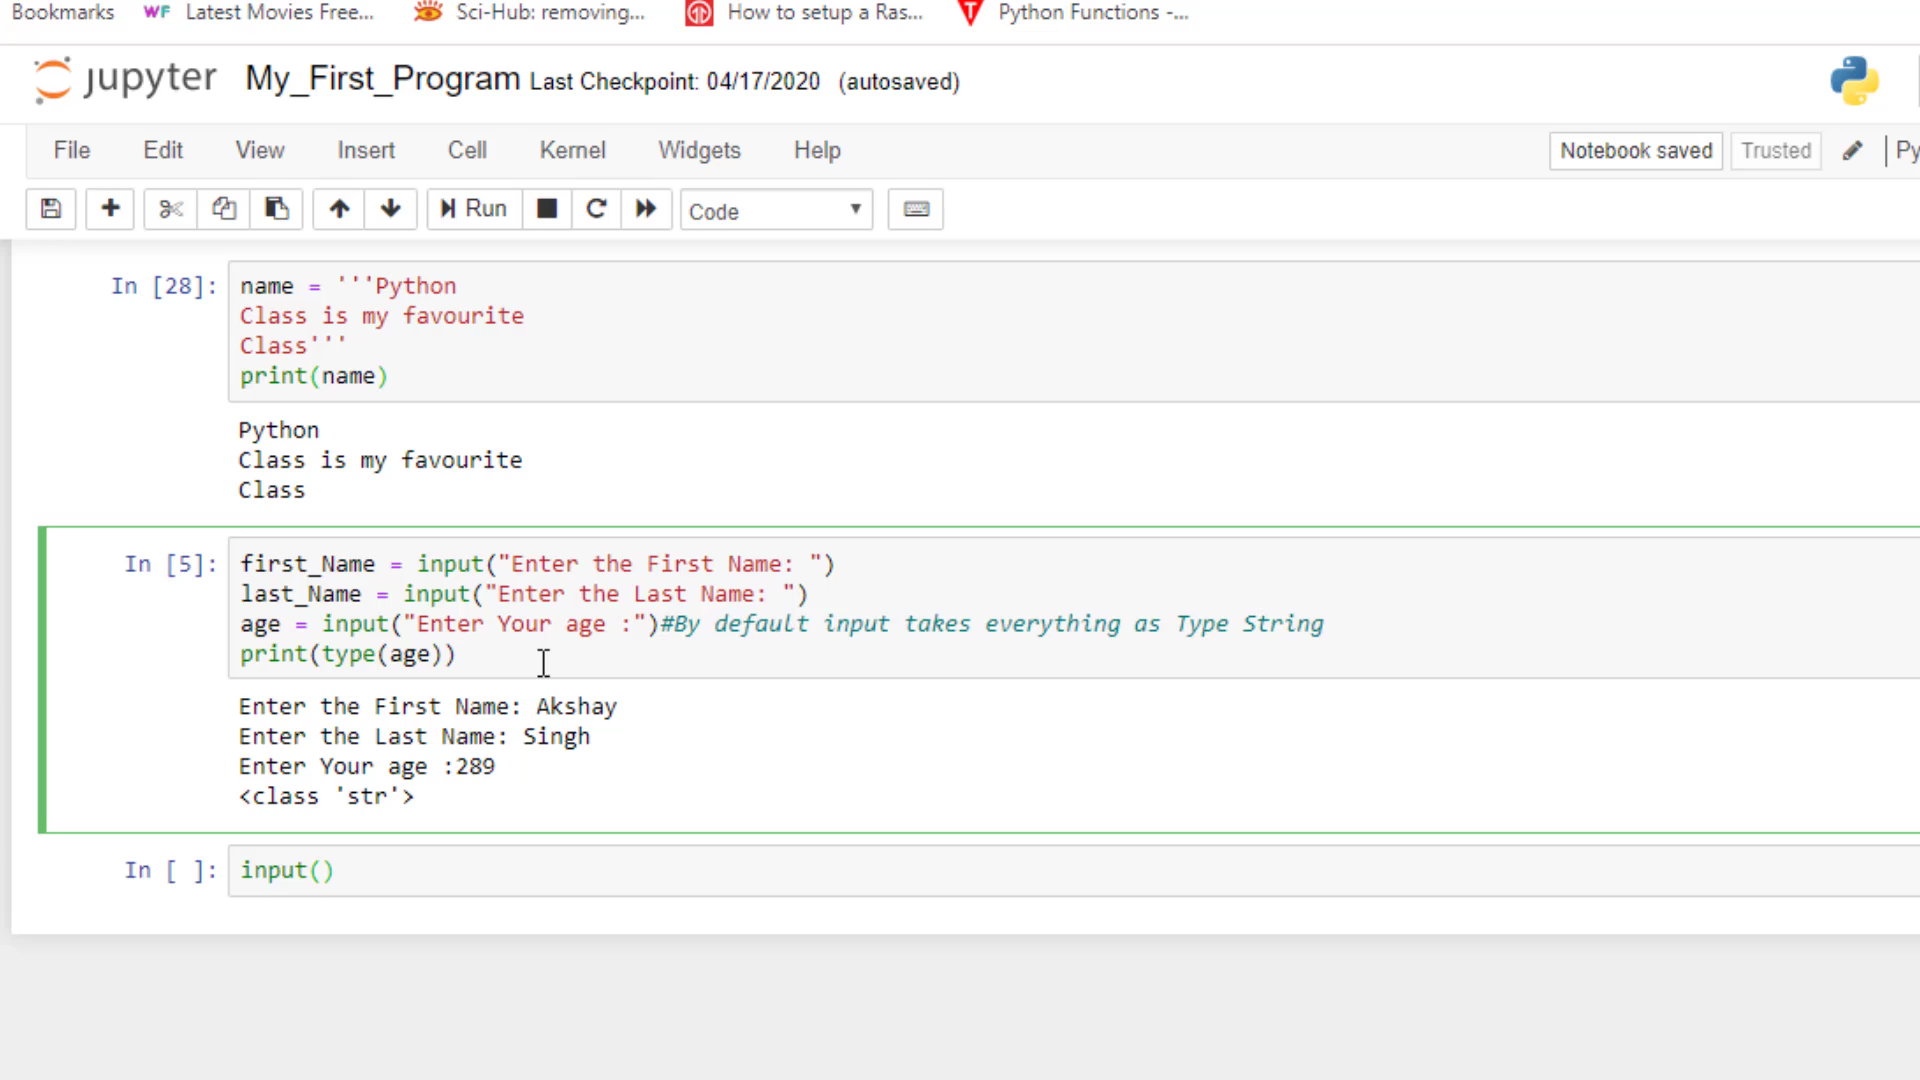 Bookmarks WF Latest Movies Free... Sci-Hub: removing... How to setup a Ras... T Python Functions -...
jupyter My_First_Program Last Checkpoint: 04/17/2020 (autosaved)
File Edit View Insert Cell Kernel Widgets Help Notebook saved Trusted Py
Run Code
In [28]: name = '''Python
Class is my favourite
Class'''
print(name)
Python
Class is my favourite
Class
In [5]: first_Name = input("Enter the First Name: ")
last_Name = input("Enter the Last Name: ")
age = input("Enter Your age :")#By default input takes everything as Type String
print(type(age))
Enter the First Name: Akshay
Enter the Last Name: Singh
Enter Your age :289
<class 'str'>
In [ ]: input()